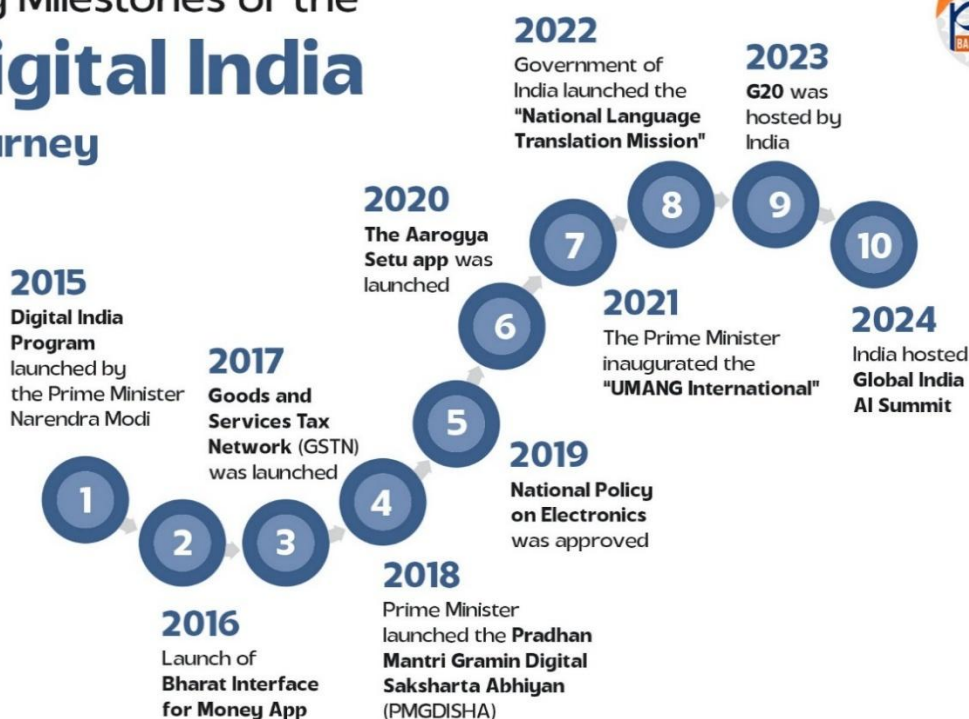 g Milestones of the
igital India
urney
2015
Digital India
Program
launched by
the Prime Minister
Narendra Modi
2016
Launch of
Bharat Interface
for Money App
2017
Goods and
Services Tax
Network (GSTN)
was launched
2018
Prime Minister
launched the Pradhan
Mantri Gramin Digital
Saksharta Abhiyan
(PMGDISHA)
2019
National Policy
on Electronics
was approved
2020
The Aarogya
Setu app was
launched
2021
The Prime Minister
inaugurated the
"UMANG International"
2022
Government of
India launched the
"National Language
Translation Mission"
2023
G20 was
hosted by
India
2024
India hosted
Global India
AI Summit
1
2
3
4
5
6
7
8
9
10